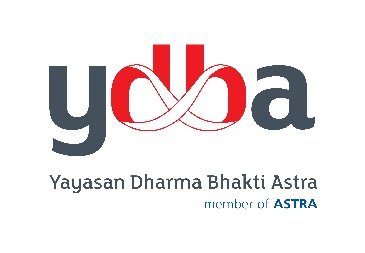 ydba
Yayasan Dharma Bhakti Astra
member of ASTRA